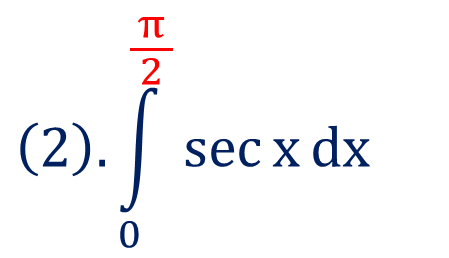 (2). ∫₀^(π/2) sec x dx